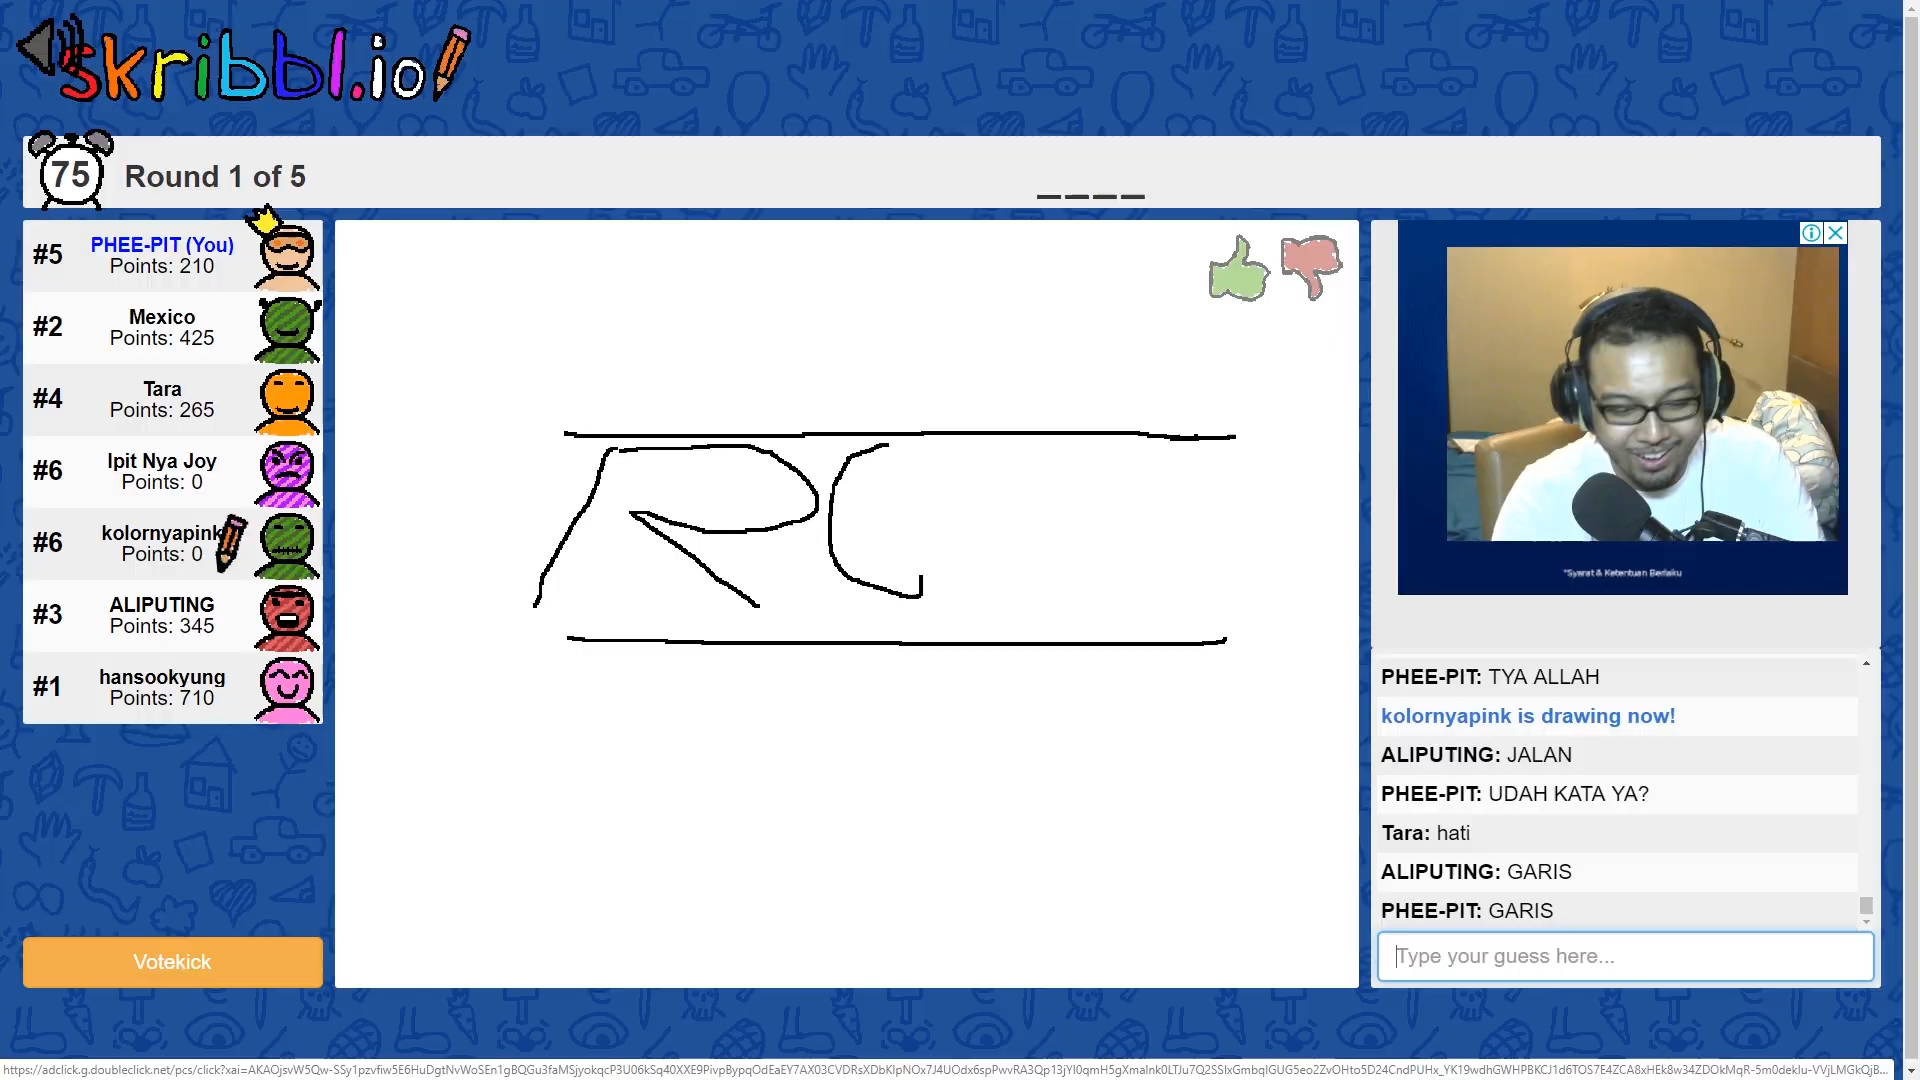 skribbl.io
75
Round 1 of 5
_ _ _ _
#5
PHEE-PIT (You)
Points: 210
#2
Mexico
Points: 425
#4
Tara
Points: 265
#6
Ipit Nya Joy
Points: 0
#6
kolornyapink
Points: 0
#3
ALIPUTING
Points: 345
#1
hansookyung
Points: 710
Votekick
RC
*Syarat & Ketentuan Berlaku
PHEE-PIT: TYA ALLAH
kolornyapink is drawing now!
ALIPUTING: JALAN
PHEE-PIT: UDAH KATA YA?
Tara: hati
ALIPUTING: GARIS
PHEE-PIT: GARIS
Type your guess here...